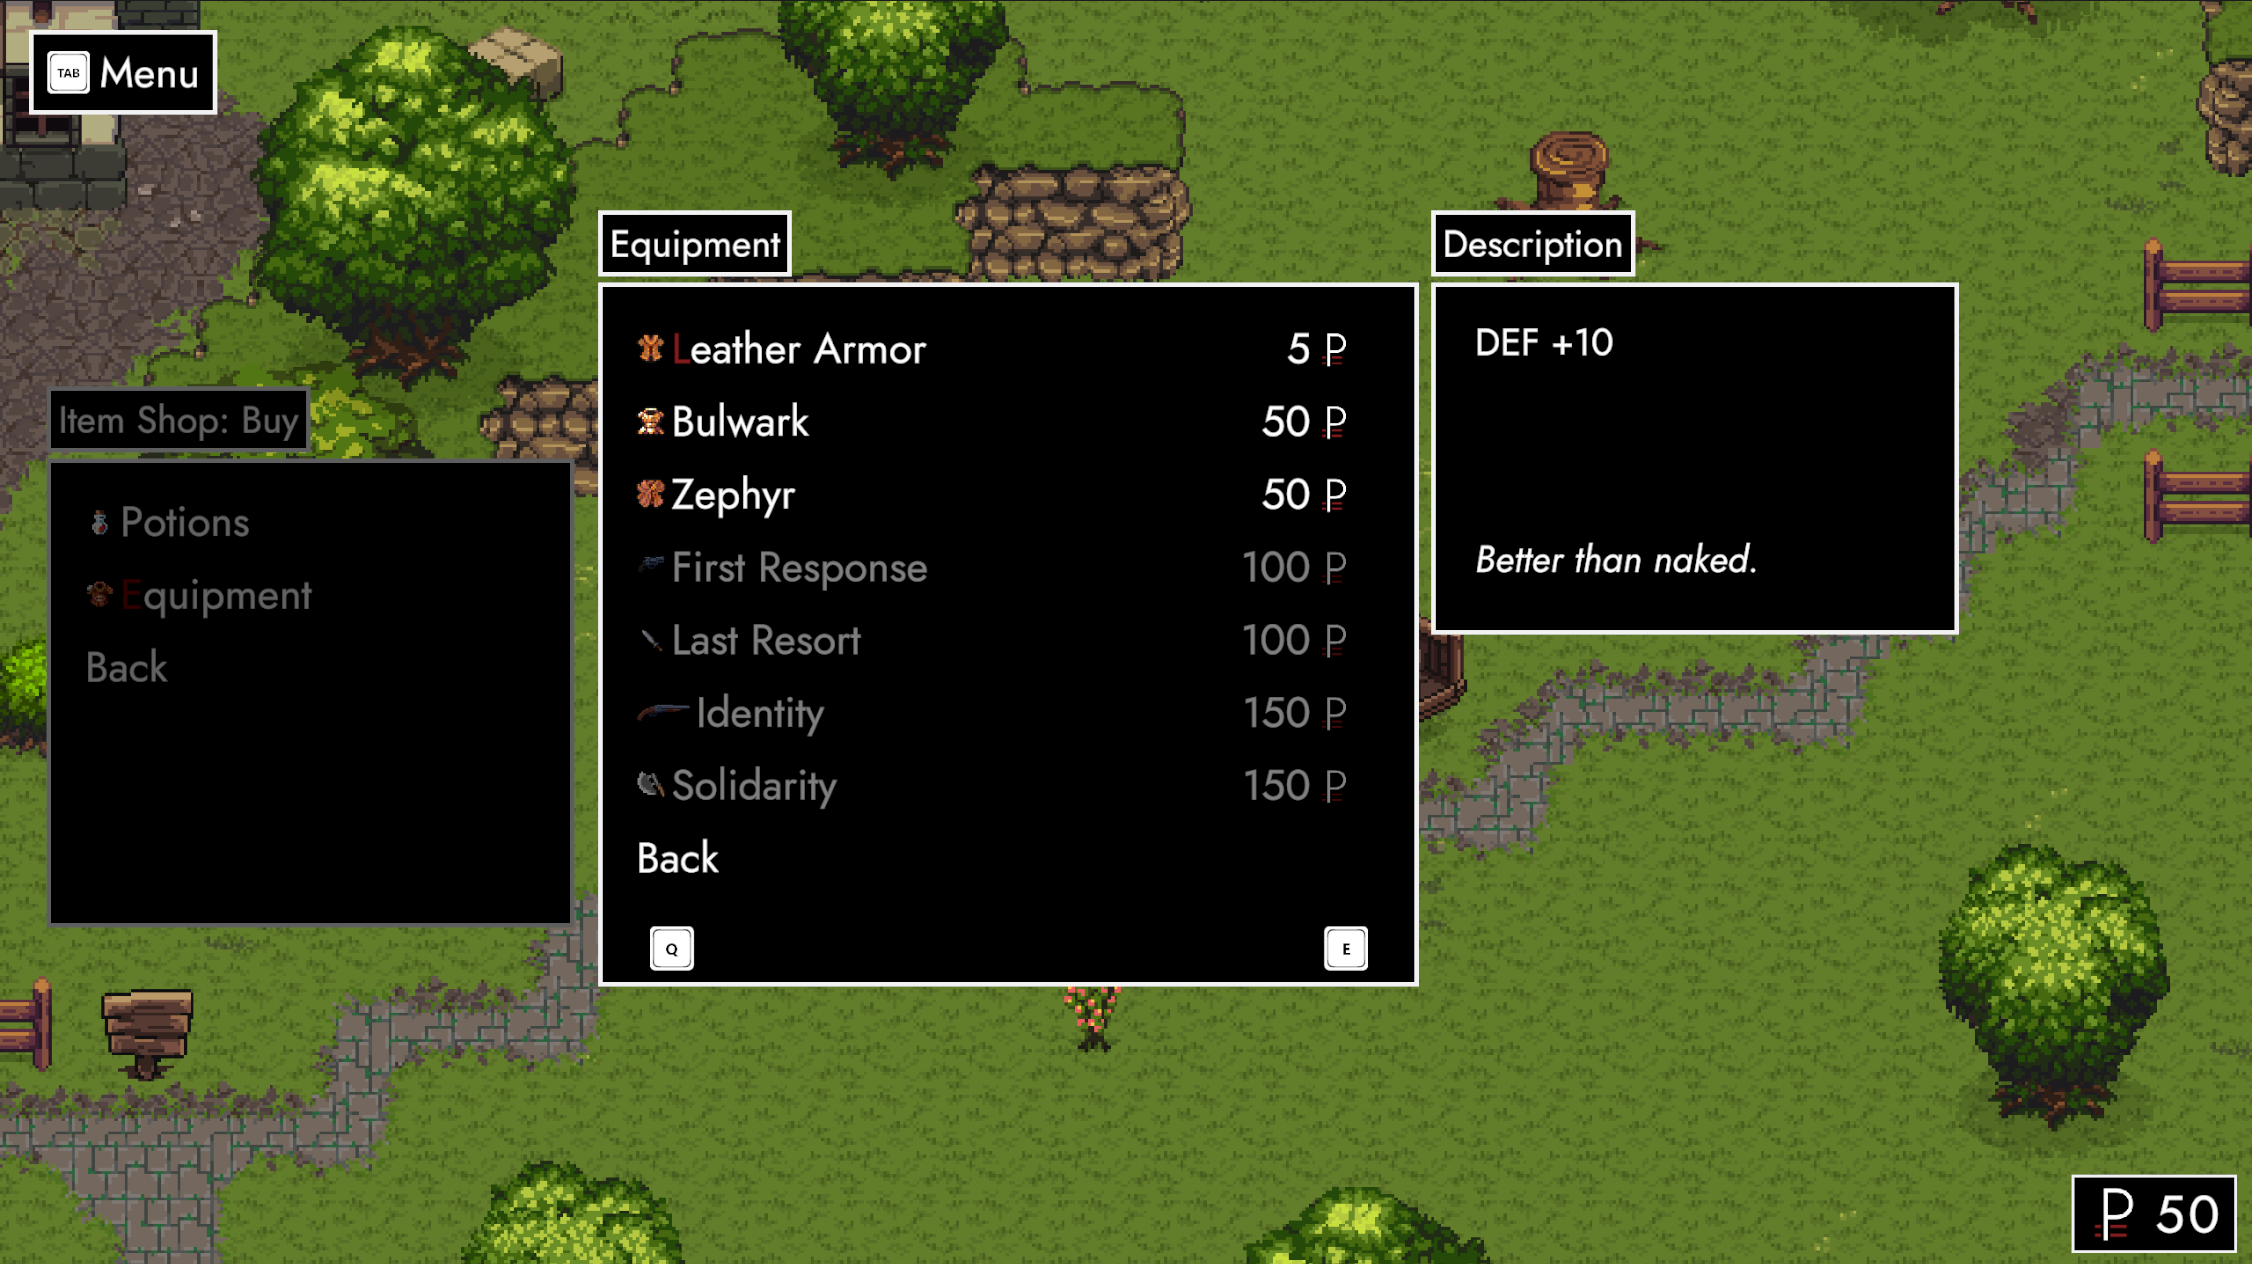 TAB Menu
Equipment
Leather Armor 5 ₽
Bulwark 50 ₽
Zephyr 50 ₽
First Response 100 ₽
Last Resort 100 ₽
Identity 150 ₽
Solidarity 150 ₽
Back
Q E
Description
DEF +10
Better than naked.
Item Shop: Buy
Potions
Equipment
Back
₽ 50